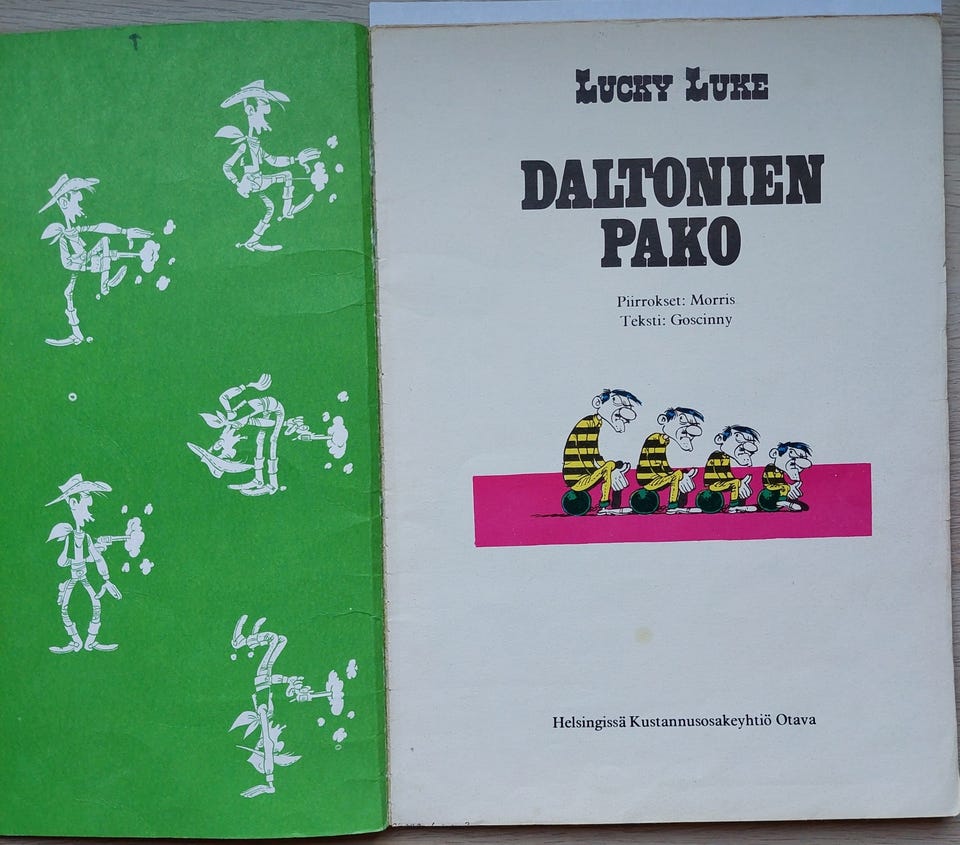 LUCKY LUKE
DALTONIEN
PAKO
Piirrokset: Morris
Teksti: Goscinny
Helsingissä Kustannusosakeyhtiö Otava